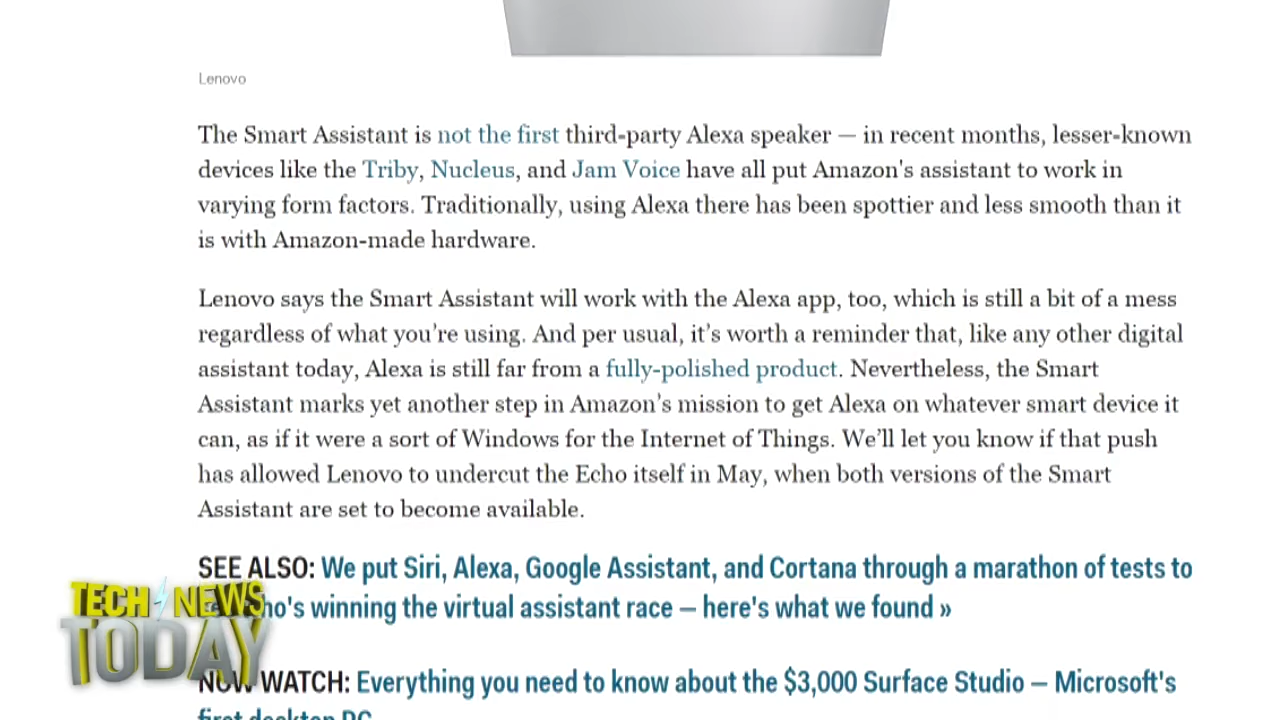 Lenovo
The Smart Assistant is not the first third-party Alexa speaker — in recent months, lesser-known
devices like the Triby, Nucleus, and Jam Voice have all put Amazon's assistant to work in
varying form factors. Traditionally, using Alexa there has been spottier and less smooth than it
is with Amazon-made hardware.
Lenovo says the Smart Assistant will work with the Alexa app, too, which is still a bit of a mess
regardless of what you’re using. And per usual, it’s worth a reminder that, like any other digital
assistant today, Alexa is still far from a fully-polished product. Nevertheless, the Smart
Assistant marks yet another step in Amazon’s mission to get Alexa on whatever smart device it
can, as if it were a sort of Windows for the Internet of Things. We’ll let you know if that push
has allowed Lenovo to undercut the Echo itself in May, when both versions of the Smart
Assistant are set to become available.
SEE ALSO: We put Siri, Alexa, Google Assistant, and Cortana through a marathon of tests to
winning the virtual assistant race — here's what we found »
TECH NEWS
TODAY
NOW WATCH: Everything you need to know about the $3,000 Surface Studio — Microsoft's
first desktop PC